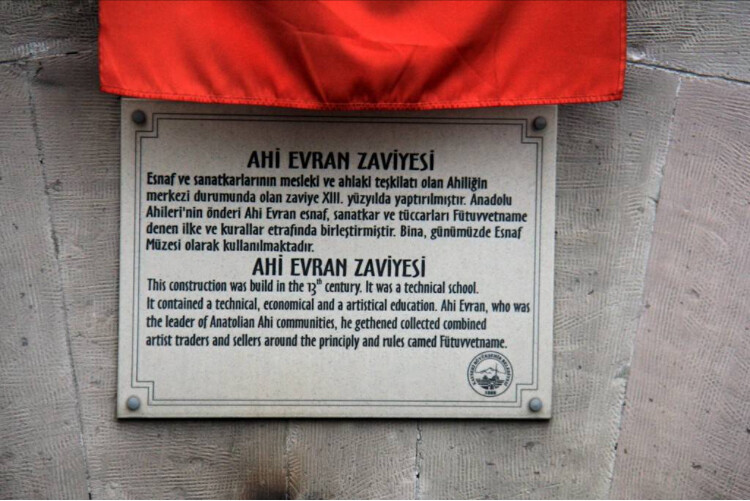 AHİ EVRAN ZAVİYESİ
Esnaf ve sanatkarlarının mesleki ve ahlaki teşkilatı olan Ahiliğin
merkezi durumunda olan zaviye XIII. yüzyılda yaptırılmıştır. Anadolu
Ahileri'nin önderi Ahi Evran esnaf, sanatkar ve tüccarları Fütuvvetname
denen ilke ve kurallar etrafında birleştirmiştir. Bina, günümüzde Esnaf
Müzesi olarak kullanılmaktadır.
AHİ EVRAN ZAVİYESİ
This construction was build in the 13th century. It was a technical school.
It contained a technical, economical and a artistical education. Ahi Evran, who was
the leader of Anatolian Ahi communities, he gethened collected combined
artist traders and sellers around the principly and rules camed Fütuvvetname.